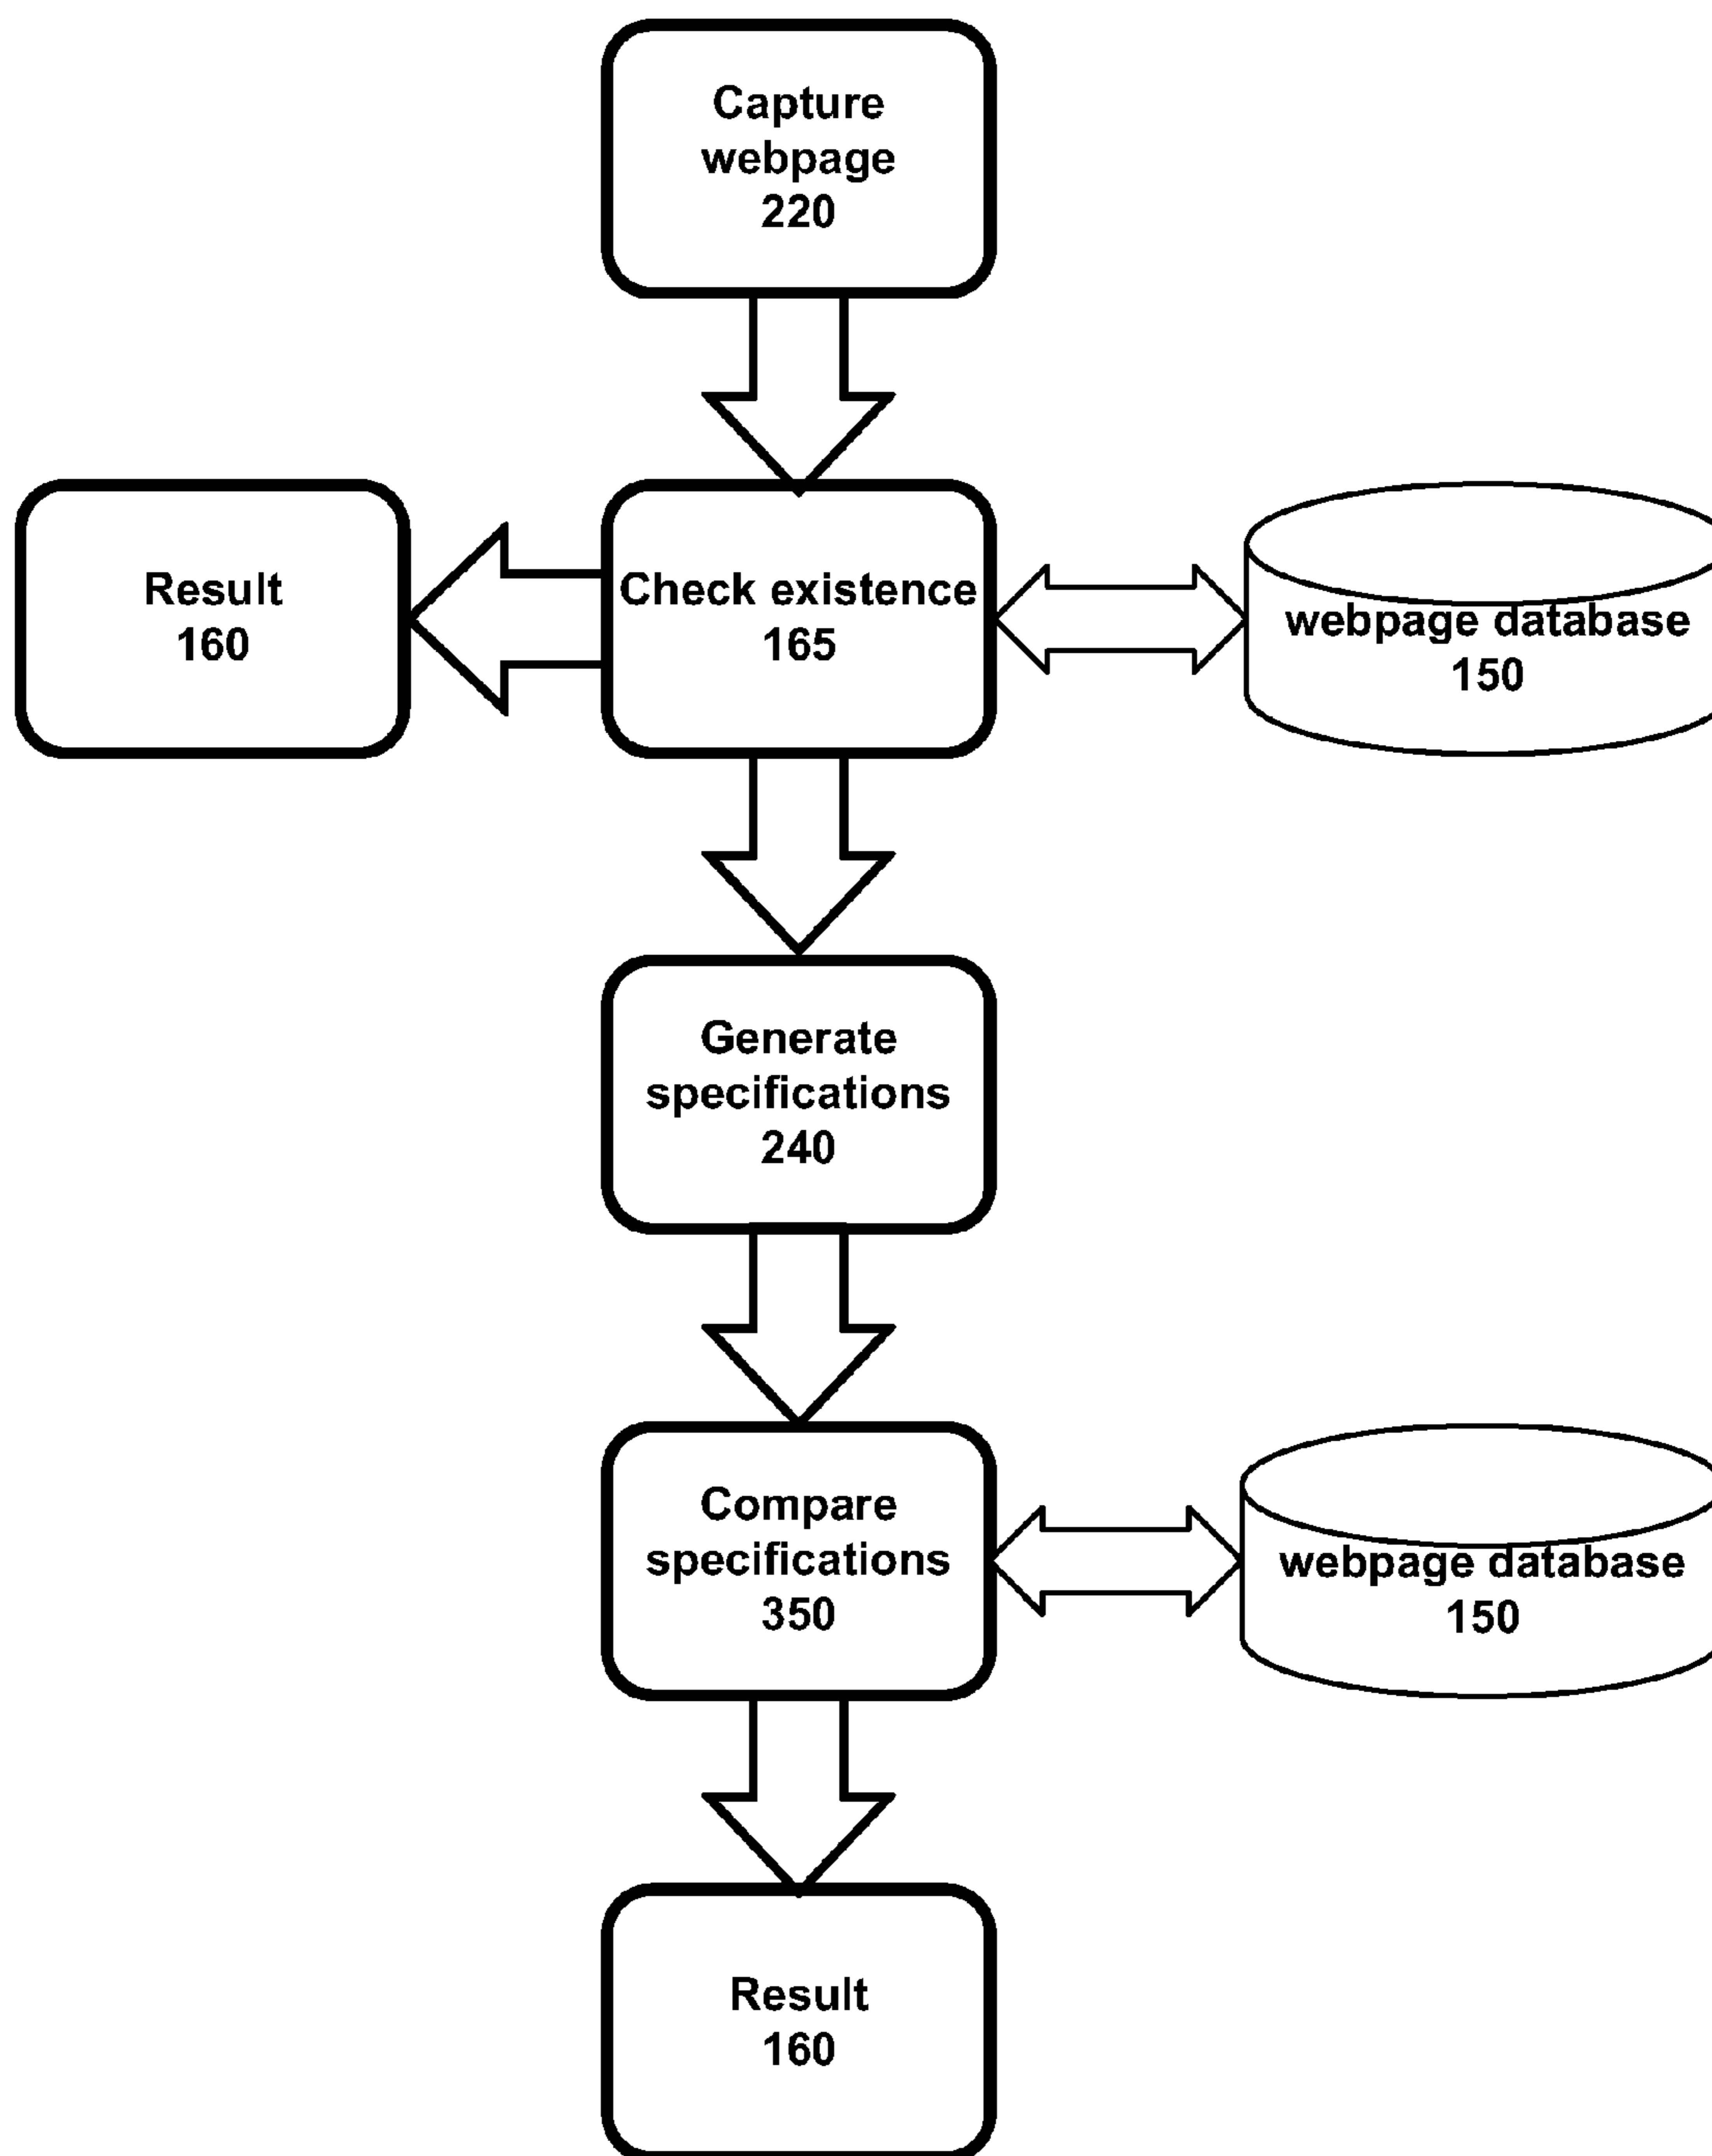 Capture
webpage
220
Result
160
Check existence
165
webpage database
150
Generate
specifications
240
Compare
specifications
350
webpage database
150
Result
160